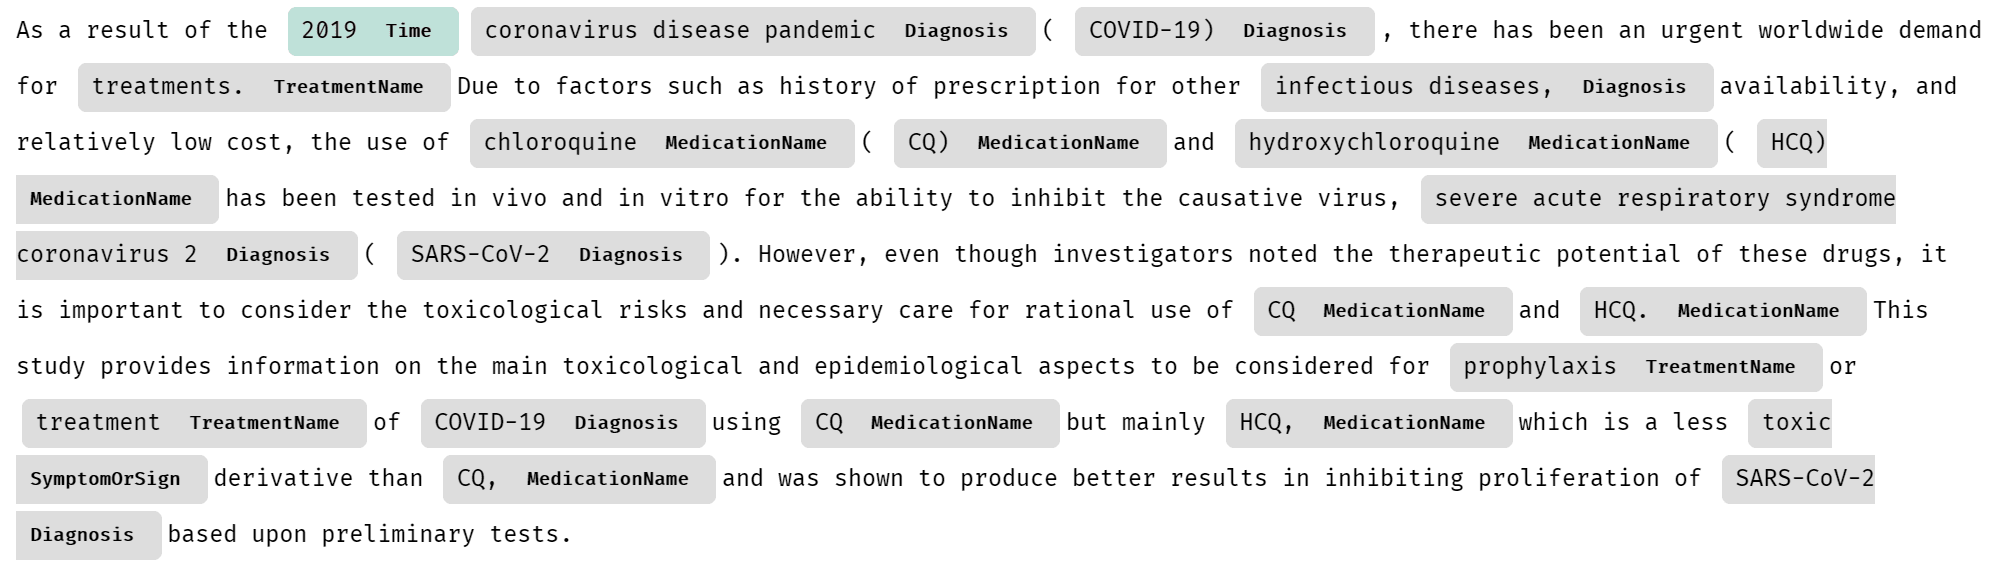 As a result of the 2019 Time coronavirus disease pandemic Diagnosis ( COVID-19) Diagnosis , there has been an urgent worldwide demand
for treatments. TreatmentName Due to factors such as history of prescription for other infectious diseases, Diagnosis availability, and
relatively low cost, the use of chloroquine MedicationName ( CQ) MedicationName and hydroxychloroquine MedicationName ( HCQ)
MedicationName has been tested in vivo and in vitro for the ability to inhibit the causative virus, severe acute respiratory syndrome
coronavirus 2 Diagnosis ( SARS-CoV-2 Diagnosis ). However, even though investigators noted the therapeutic potential of these drugs, it
is important to consider the toxicological risks and necessary care for rational use of CQ MedicationName and HCQ. MedicationName This
study provides information on the main toxicological and epidemiological aspects to be considered for prophylaxis TreatmentName or
treatment TreatmentName of COVID-19 Diagnosis using CQ MedicationName but mainly HCQ, MedicationName which is a less toxic
SymptomOrSign derivative than CQ, MedicationName and was shown to produce better results in inhibiting proliferation of SARS-CoV-2
Diagnosis based upon preliminary tests.